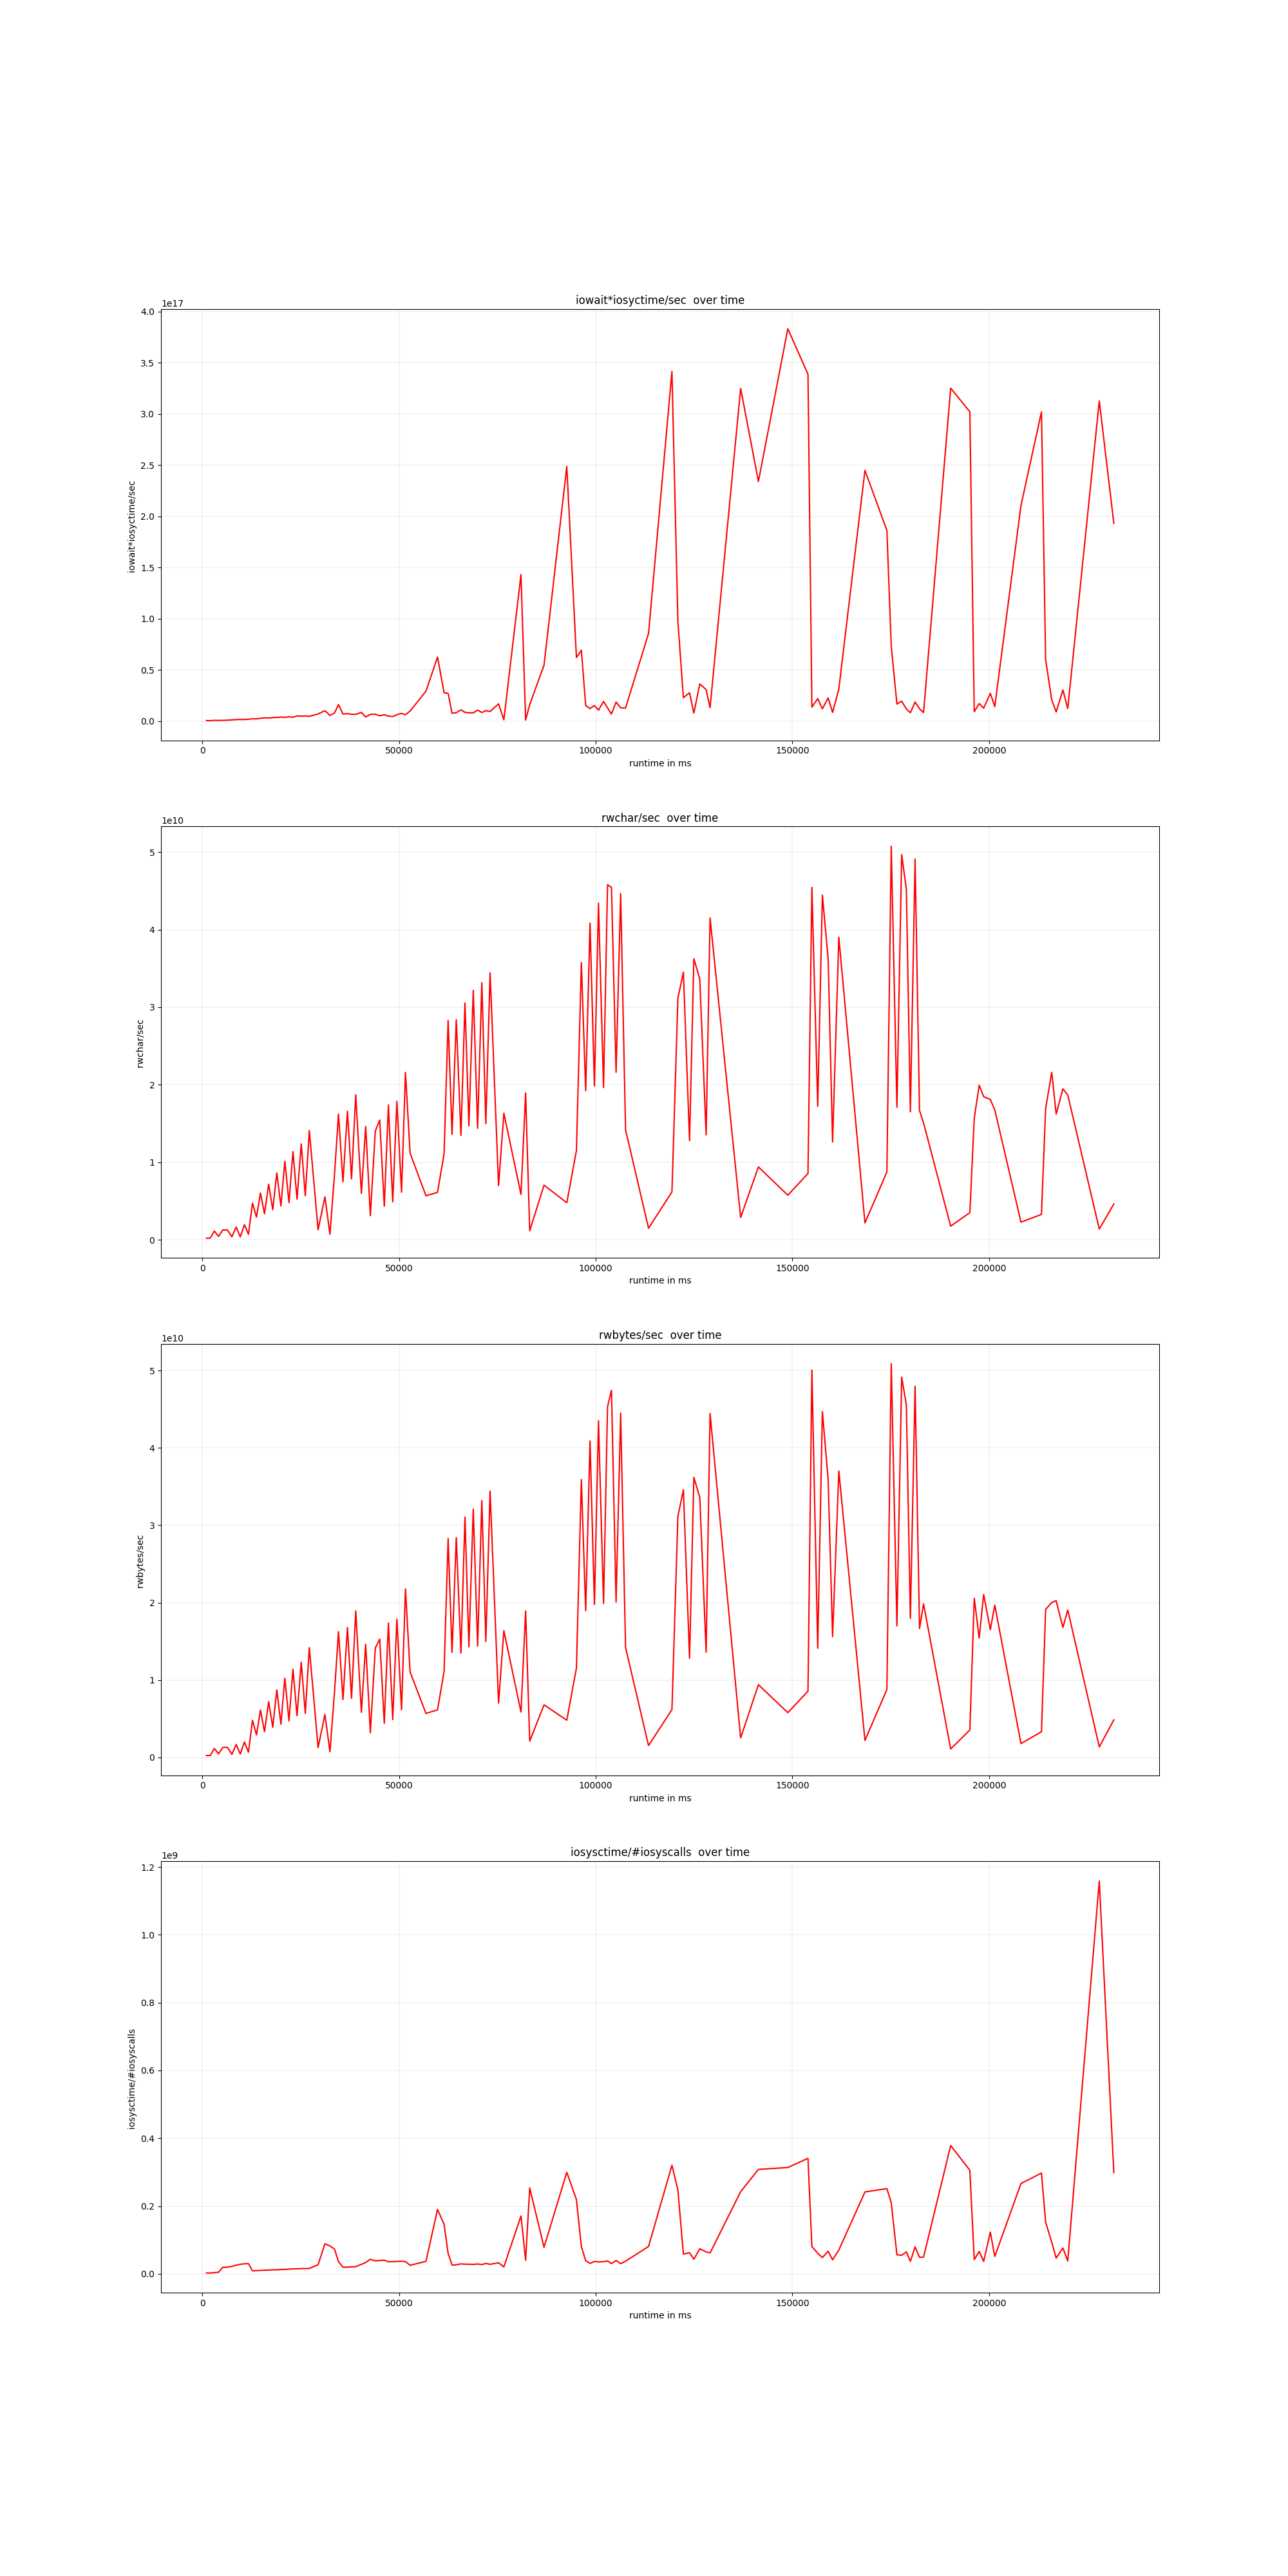 iowait*iosyctime/sec  over time
1e17
4.0
3.5
3.0
2.5
2.0
1.5
1.0
0.5
0.0
iowait*iosyctime/sec
0 50000 100000 150000 200000
runtime in ms
rwchar/sec  over time
1e10
5
4
3
2
1
0
rwchar/sec
0 50000 100000 150000 200000
runtime in ms
rwbytes/sec  over time
1e10
5
4
3
2
1
0
rwbytes/sec
0 50000 100000 150000 200000
runtime in ms
iosysctime/#iosyscalls  over time
1e9
1.2
1.0
0.8
0.6
0.4
0.2
0.0
iosysctime/#iosyscalls
0 50000 100000 150000 200000
runtime in ms